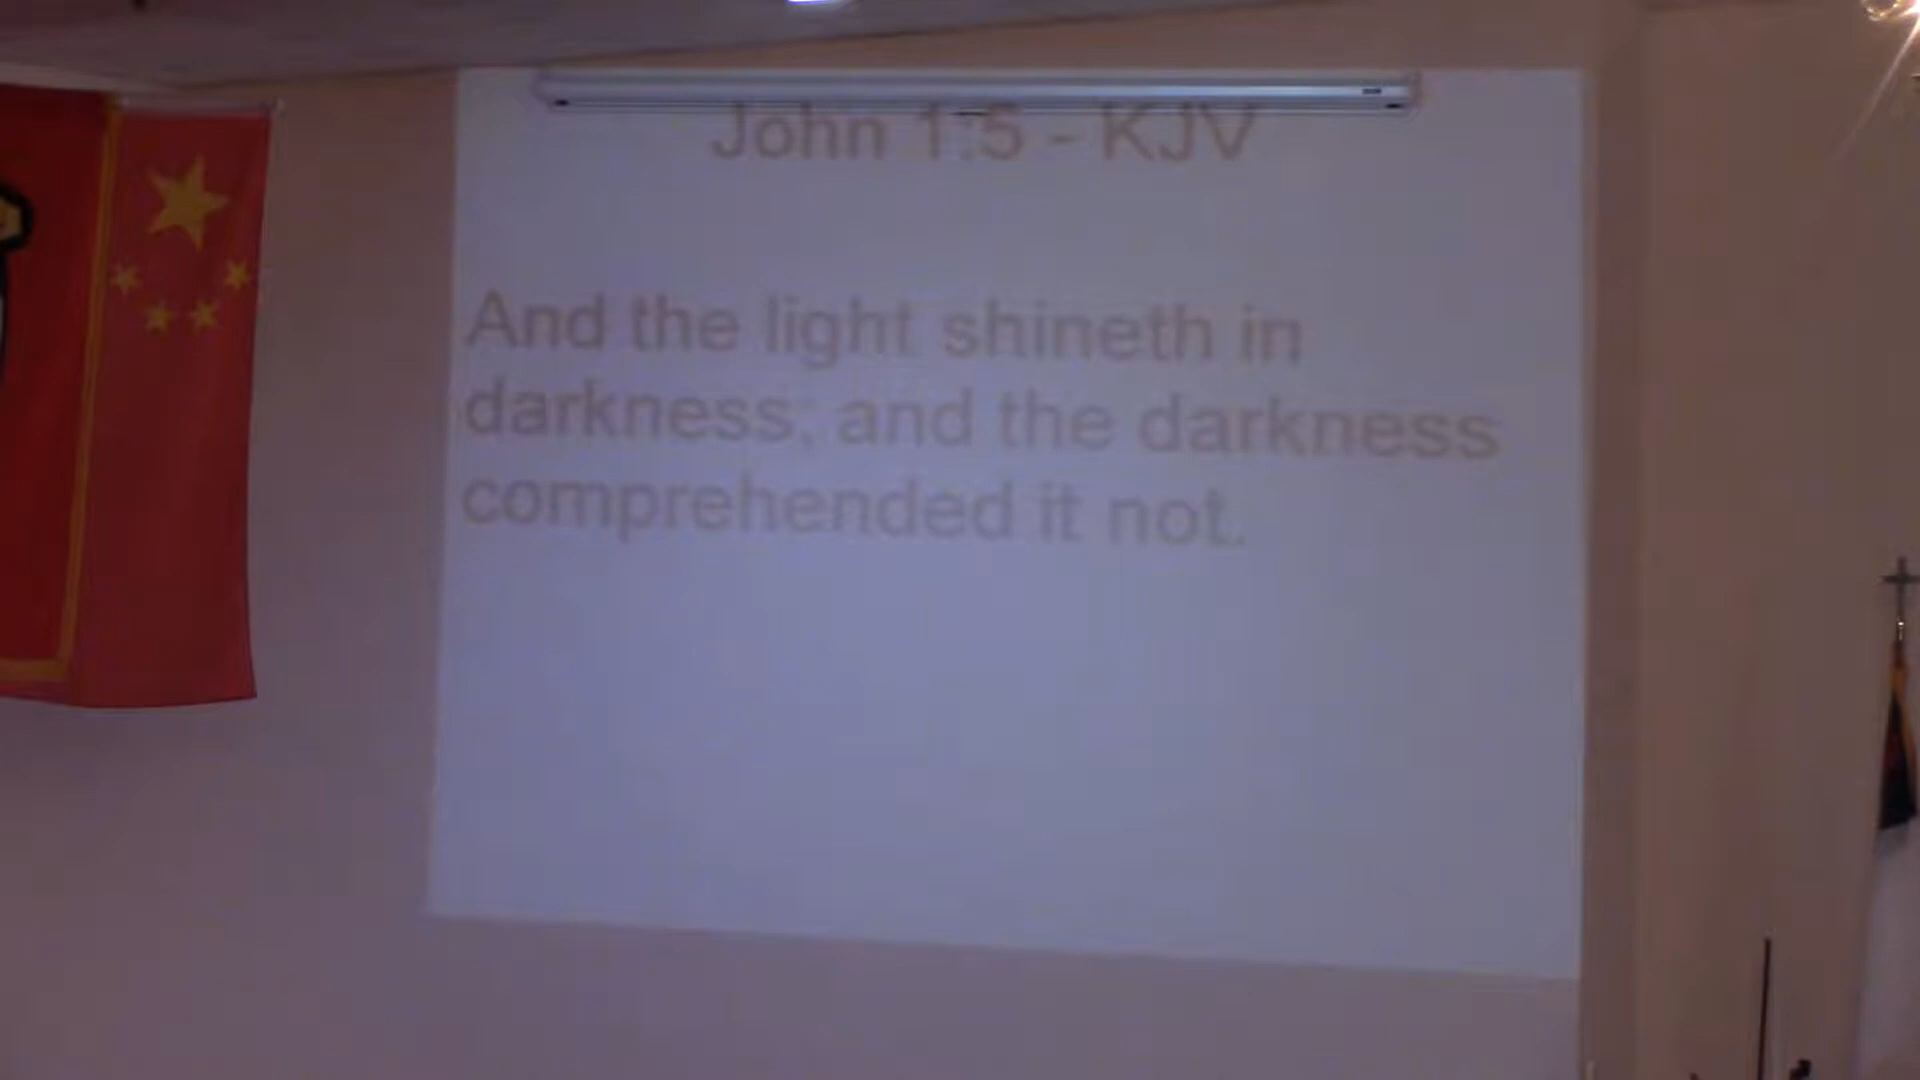 John 1:5 - KJV
And the light shineth in
darkness; and the darkness
comprehended it not.